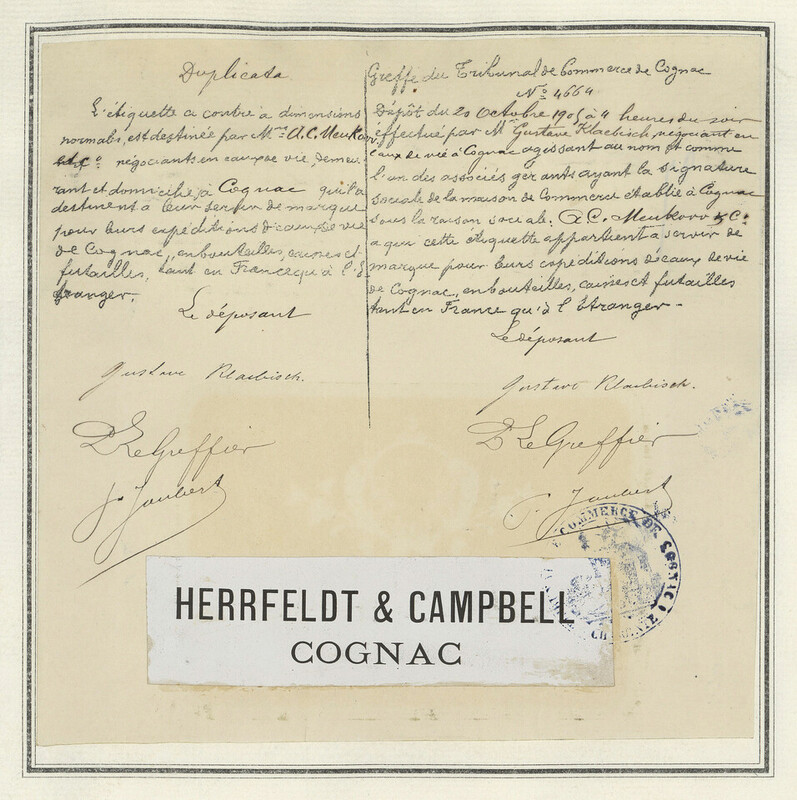 Duplicata
L'étiquette ci contre à dimensions
normales, est destinée par Mrs A.C. Meukow
et Co négociants en eaux de vie, demeu
rant et domiciliés à Cognac qui la
destinent à leur servir de marque
pour leurs expéditions d'eaux de vie
de Cognac, en bouteilles, caisses et
futailles, tant en France qu'à l'é
tranger.
Le déposant
Gustave Klaebisch.
Le Greffier
Joubert
Greffe du Tribunal de Commerce de Cognac
No 4664
Dépôt du 20 Octobre 1905 à 4 heures du soir
effectué par Mr Gustave Klaebisch, négociant en
eaux de vie à Cognac agissant au nom et comme
l'un des associés gérants ayant la signature
sociale de la maison de Commerce établie à Cognac
sous la raison sociale: A.C. Meukow & Co
à qui cette étiquette appartient à servir de
marque pour leurs expéditions d'eaux de vie
de Cognac, en bouteilles, caisses et futailles
tant en France qu'à l'étranger -
Le déposant
Gustave Klaebisch.
Le Greffier
Joubert
COMMERCE DE COGNAC
HERRFELDT & CAMPBELL
COGNAC